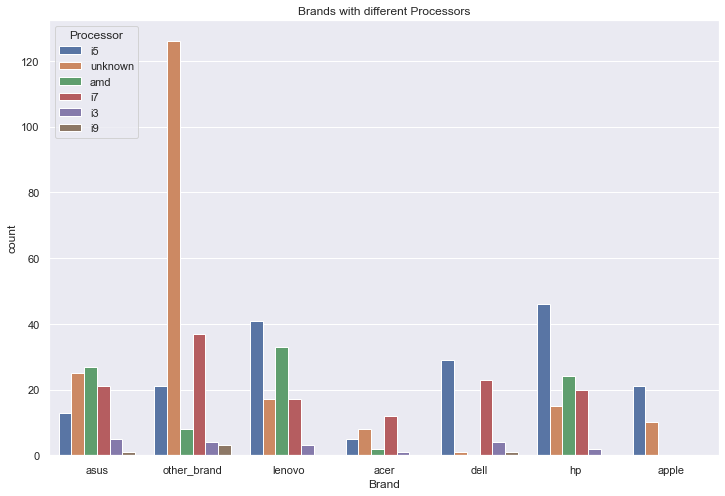 Brands with different Processors
Processor
i5
unknown
amd
i7
i3
i9
120
100
80
60
40
20
0
count
asus other_brand lenovo acer dell hp apple
Brand